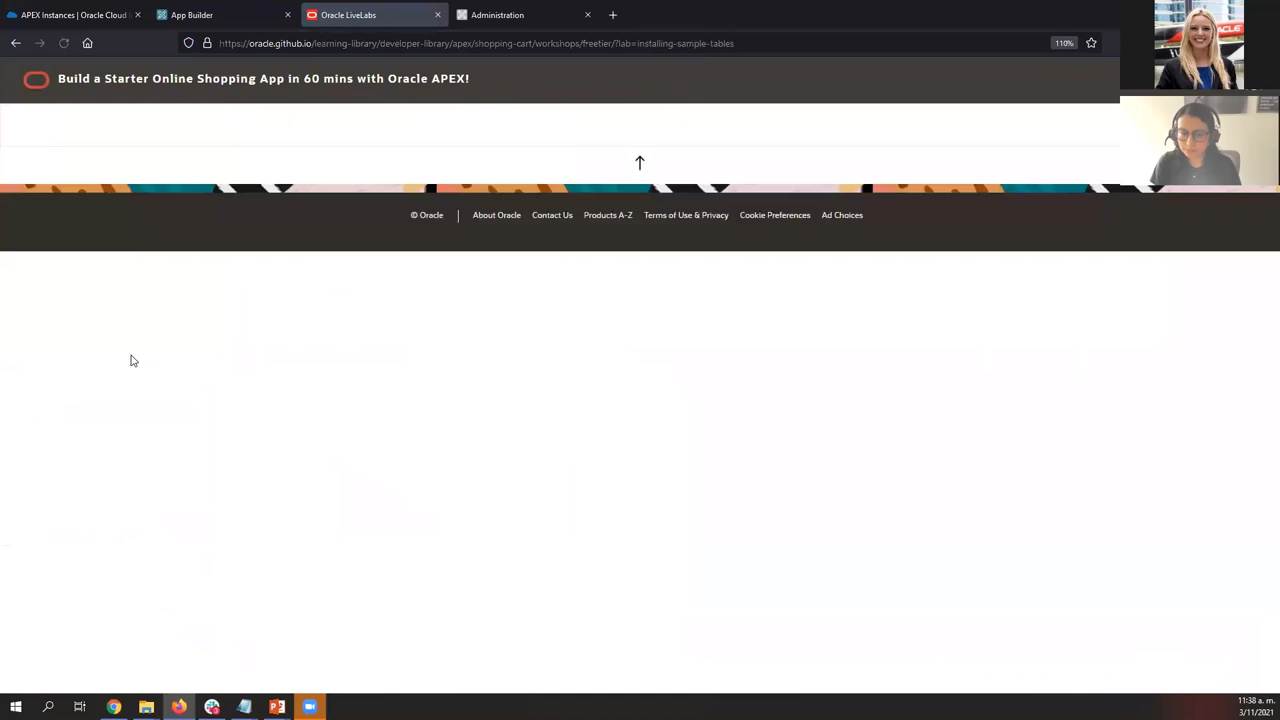 APEX Instances | Oracle Cloud I
App Builder
Oracle LiveLabs
Administration
https://oracle.github.io/learning-library/developer-library/apex/shopping-cart/workshops/freetier/?lab=installing-sample-tables
110%
Build a Starter Online Shopping App in 60 mins with Oracle APEX!
© Oracle
About Oracle
Contact Us
Products A-Z
Terms of Use & Privacy
Cookie Preferences
Ad Choices
11:38 a. m.
3/11/2021